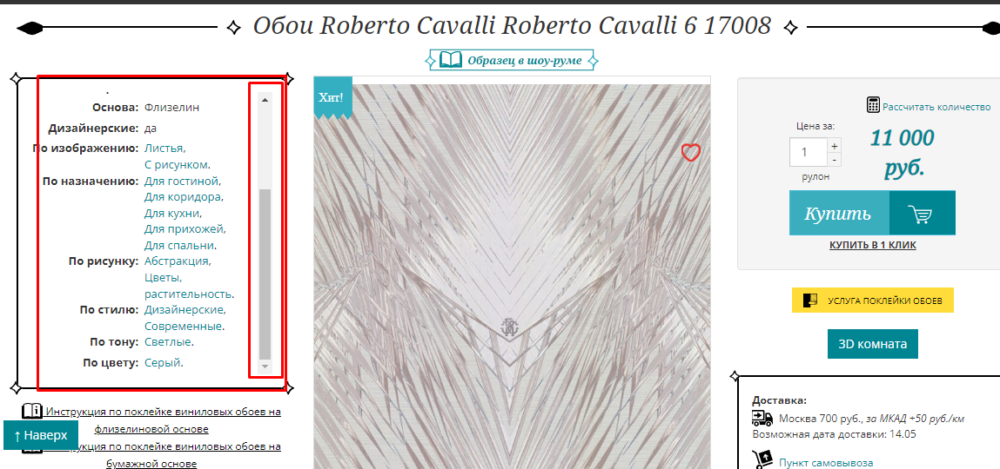 Обои Roberto Cavalli Roberto Cavalli 6 17008
Образец в шоу-руме
Основа: Флизелин
Дизайнерские: да
По изображению: Листья,
С рисунком.
По назначению: Для гостиной,
Для коридора,
Для кухни,
Для прихожей,
Для спальни.
По рисунку: Абстракция,
Цветы,
растительность.
По стилю: Дизайнерские,
Современные.
По тону: Светлые.
По цвету: Серый.
Инструкция по поклейке виниловых обоев на
флизелиновой основе
↑ Наверх
укция по поклейке виниловых обоев на
бумажной основе
Хит!
Рассчитать количество
Цена за:
1
+
-
рулон
11 000
руб.
Купить
КУПИТЬ В 1 КЛИК
УСЛУГА ПОКЛЕЙКИ ОБОЕВ
3D комната
Доставка:
Москва 700 руб., за МКАД +50 руб./км
Возможная дата доставки: 14.05
Пункт самовывоза